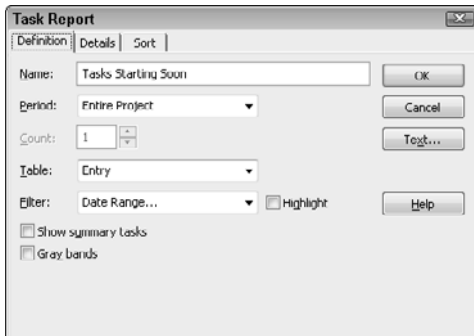 Task Report
Definition Details Sort
Name: Tasks Starting Soon OK
Period: Entire Project Cancel
Count: 1 Text...
Table: Entry
Filter: Date Range... Highlight Help
Show summary tasks
Gray bands